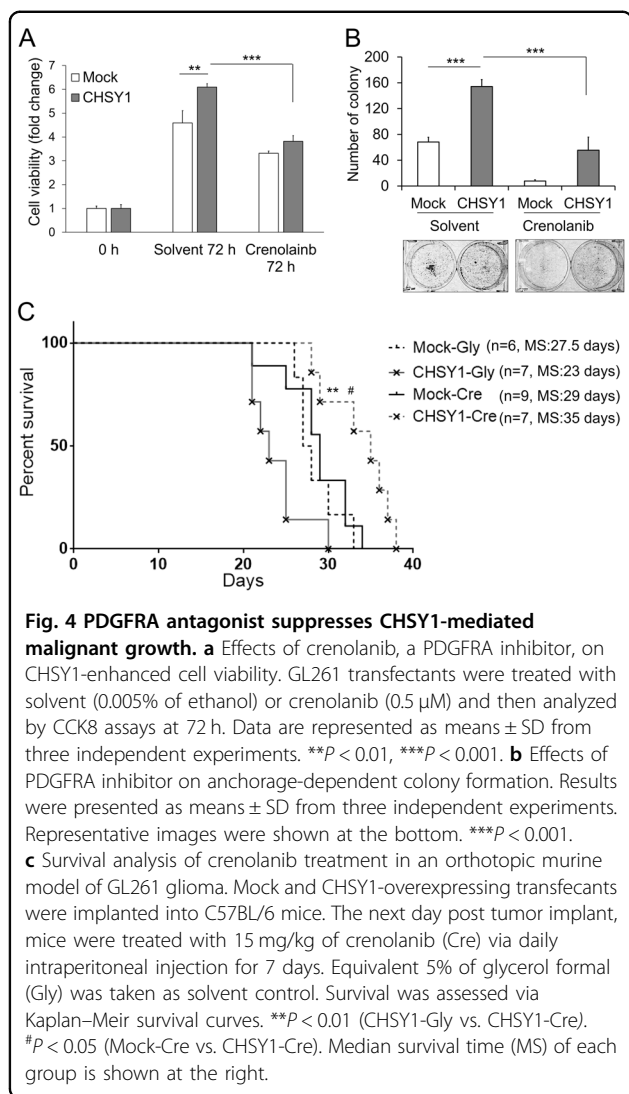 A
Cell viability (fold change)
7
6
5
4
3
2
1
0
Mock
CHSY1
**
***
0 h
Solvent 72 h
Crenolainb
72 h
B
Number of colony
200
160
120
80
40
0
***
***
Mock CHSY1 Mock CHSY1
Solvent Crenolanib
C
Percent survival
100
50
0
0 10 20 30 40
Days
** #
Mock-Gly (n=6, MS:27.5 days)
CHSY1-Gly (n=7, MS:23 days)
Mock-Cre (n=9, MS:29 days)
CHSY1-Cre (n=7, MS:35 days)
Fig. 4 PDGFRA antagonist suppresses CHSY1-mediated
malignant growth. a Effects of crenolanib, a PDGFRA inhibitor, on
CHSY1-enhanced cell viability. GL261 transfectants were treated with
solvent (0.005% of ethanol) or crenolanib (0.5 μM) and then analyzed
by CCK8 assays at 72 h. Data are represented as means ± SD from
three independent experiments. **P < 0.01, ***P < 0.001. b Effects of
PDGFRA inhibitor on anchorage-dependent colony formation. Results
were presented as means ± SD from three independent experiments.
Representative images were shown at the bottom. ***P < 0.001.
c Survival analysis of crenolanib treatment in an orthotopic murine
model of GL261 glioma. Mock and CHSY1-overexpressing transfecants
were implanted into C57BL/6 mice. The next day post tumor implant,
mice were treated with 15 mg/kg of crenolanib (Cre) via daily
intraperitoneal injection for 7 days. Equivalent 5% of glycerol formal
(Gly) was taken as solvent control. Survival was assessed via
Kaplan–Meir survival curves. **P < 0.01 (CHSY1-Gly vs. CHSY1-Cre).
#P < 0.05 (Mock-Cre vs. CHSY1-Cre). Median survival time (MS) of each
group is shown at the right.